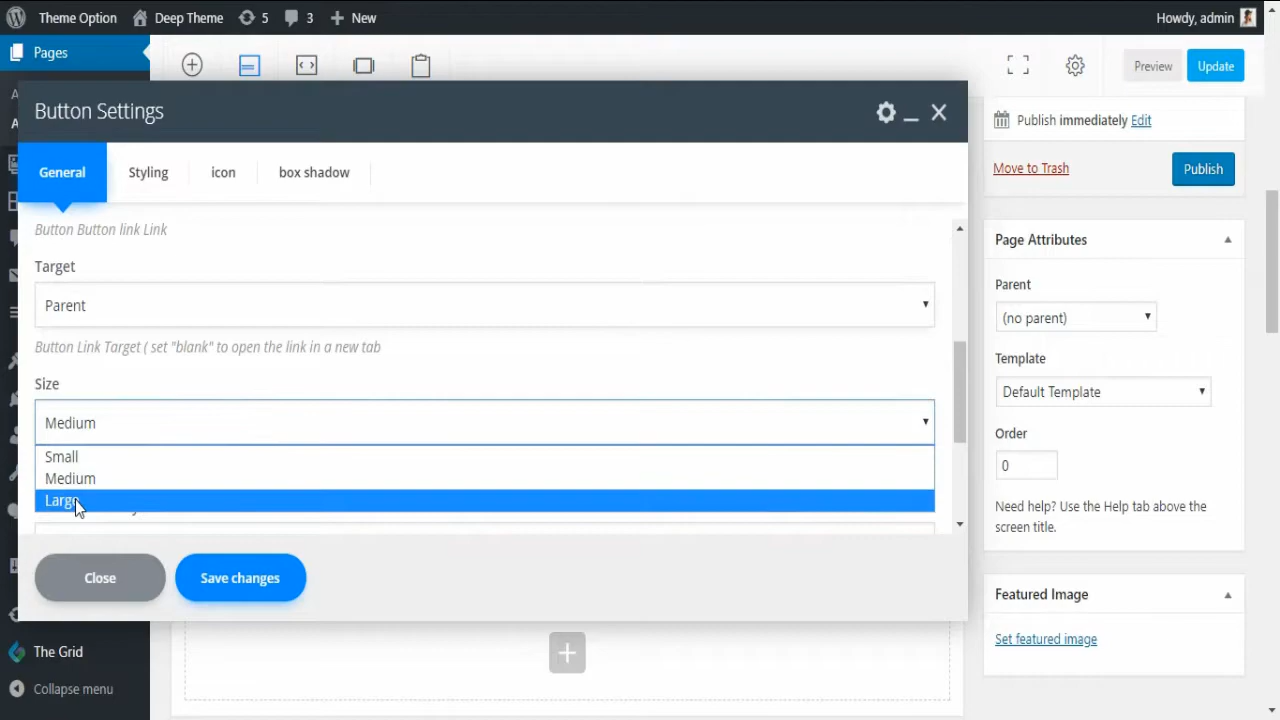 Theme Option Deep Theme 5 3 New Howdy, admin
Pages
Preview Update
Button Settings
General Styling icon box shadow
Button Button link Link
Target
Parent
Button Link Target ( set "blank" to open the link in a new tab
Size
Medium
Small
Medium
Large
Close Save changes
The Grid
Collapse menu
Publish immediately Edit
Move to Trash Publish
Page Attributes
Parent
(no parent)
Template
Default Template
Order
0
Need help? Use the Help tab above the
screen title.
Featured Image
Set featured image